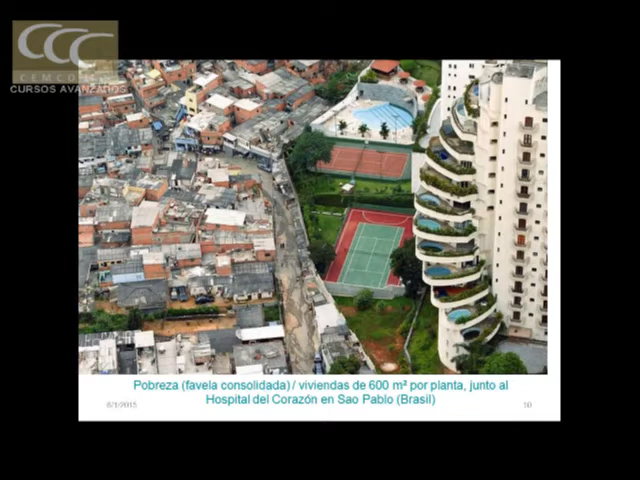 CCC
CEMCO
CURSOS AVANZADOS
Pobreza (favela consolidada) / viviendas de 600 m² por planta, junto al
Hospital del Corazón en Sao Pablo (Brasil)
6/1/2015
10